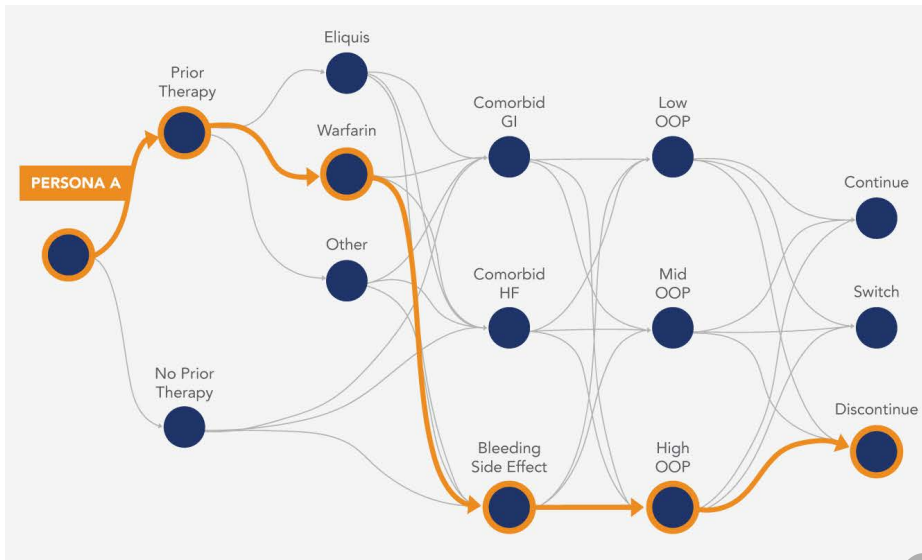 Eliquis
Prior
Therapy
Comorbid
GI
Low
OOP
Warfarin
PERSONA A
Continue
Other
Comorbid
HF
Mid
OOP
Switch
No Prior
Therapy
Discontinue
Bleeding
Side Effect
High
OOP